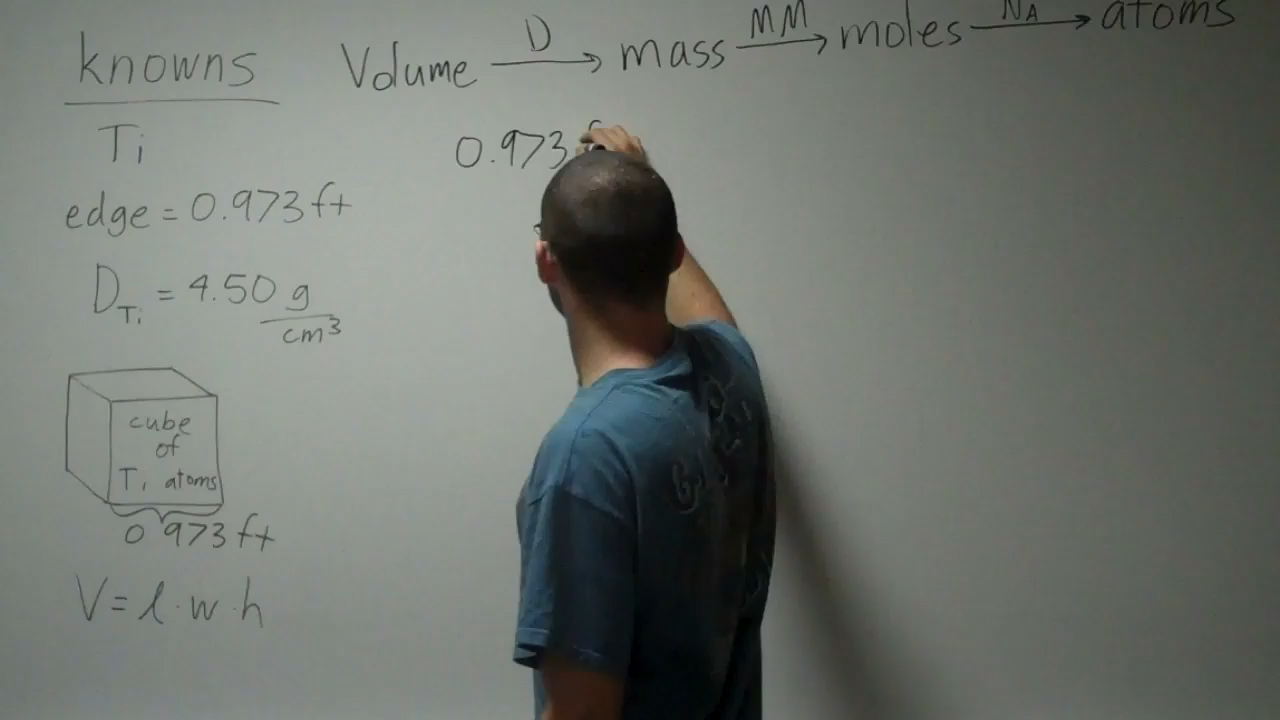 knowns
Volume D → mass MM → moles NA → atoms
Ti
0.973 f
edge = 0.973 ft
DTi = 4.50 g
cm³
cube
of
Ti atoms
0.973 ft
V = l · w · h